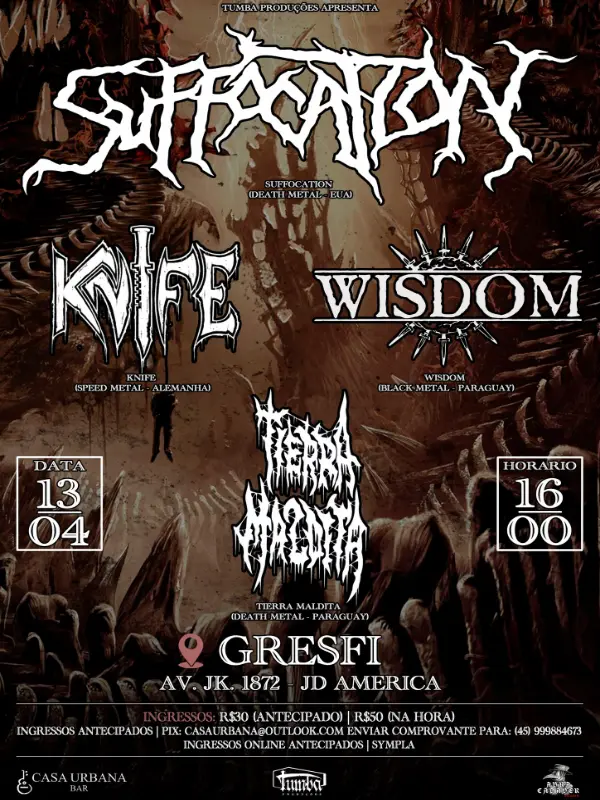 TUMBA PRODUÇÕES APRESENTA
SUFFOCATION
SUFFOCATION
(DEATH METAL - EUA)
KNIFE
WISDOM
KNIFE
(SPEED METAL - ALEMANHA)
WISDOM
(BLACK METAL - PARAGUAY)
TIERRA
MALDITA
DATA
13
04
HORARIO
16
00
TIERRA MALDITA
(DEATH METAL - PARAGUAY)
GRESFI
AV. JK. 1872 - JD AMERICA
INGRESSOS: R$30 (ANTECIPADO) | R$50 (NA HORA)
INGRESSOS ANTECIPADOS | PIX: CASAURBANA@OUTLOOK.COM ENVIAR COMPROVANTE PARA: (45) 999884673
INGRESSOS ONLINE ANTECIPADOS | SYMPLA
CASA URBANA
BAR
Tumba
PRODUÇÕES
CADAVER